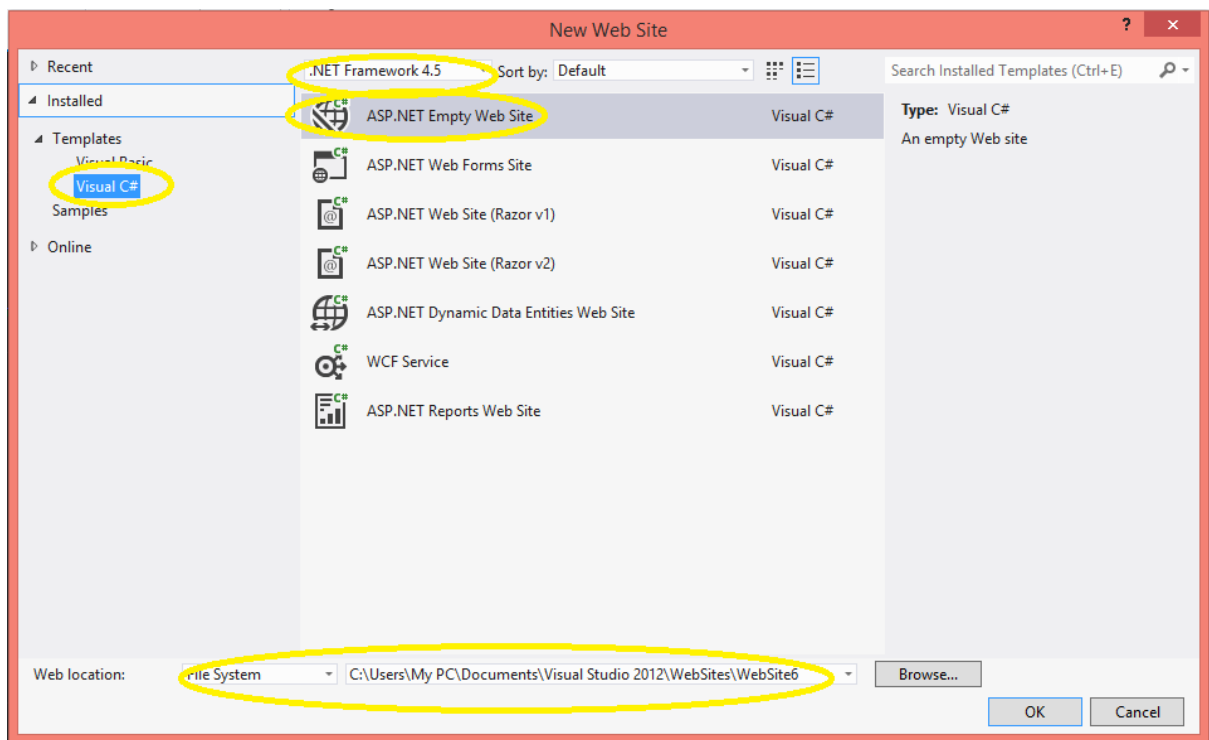 New Web Site
?
Recent
.NET Framework 4.5 Sort by: Default
Search Installed Templates (Ctrl+E)
Installed
Templates
Visual Basic
Visual C#
Samples
Online
C#
ASP.NET Empty Web Site Visual C#
C#
ASP.NET Web Forms Site Visual C#
C#
@
ASP.NET Web Site (Razor v1) Visual C#
C#
@
ASP.NET Web Site (Razor v2) Visual C#
C#
ASP.NET Dynamic Data Entities Web Site Visual C#
C#
WCF Service Visual C#
C#
ASP.NET Reports Web Site Visual C#
Type: Visual C#
An empty Web site
Web location: File System C:\Users\My PC\Documents\Visual Studio 2012\WebSites\WebSite6 Browse...
OK Cancel